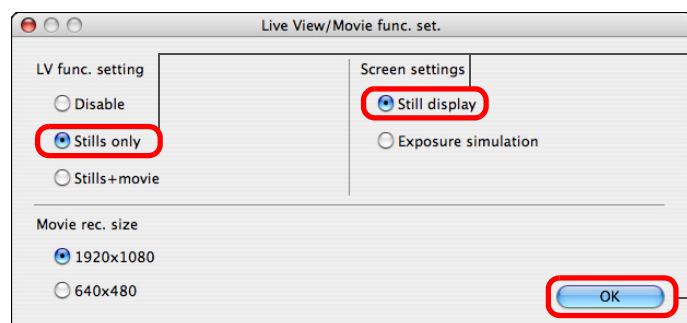 Live View/Movie func. set.
LV func. setting
Disable
Stills only
Stills+movie
Screen settings
Still display
Exposure simulation
Movie rec. size
1920x1080
640x480
OK